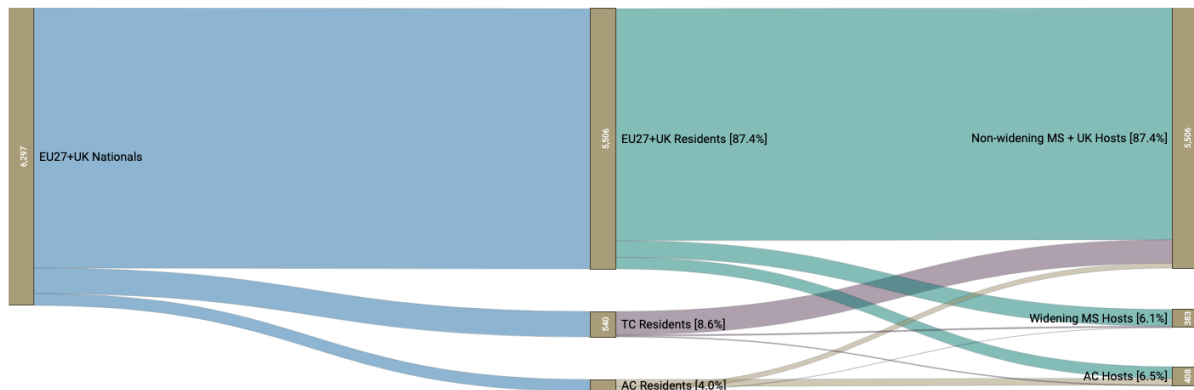 6,297
EU27+UK Nationals
5,506
EU27+UK Residents [87.4%]
Non-widening MS + UK Hosts [87.4%]
5,506
540
TC Residents [8.6%]
Widening MS Hosts [6.1%]
383
AC Residents [4.0%]
AC Hosts [6.5%]
408